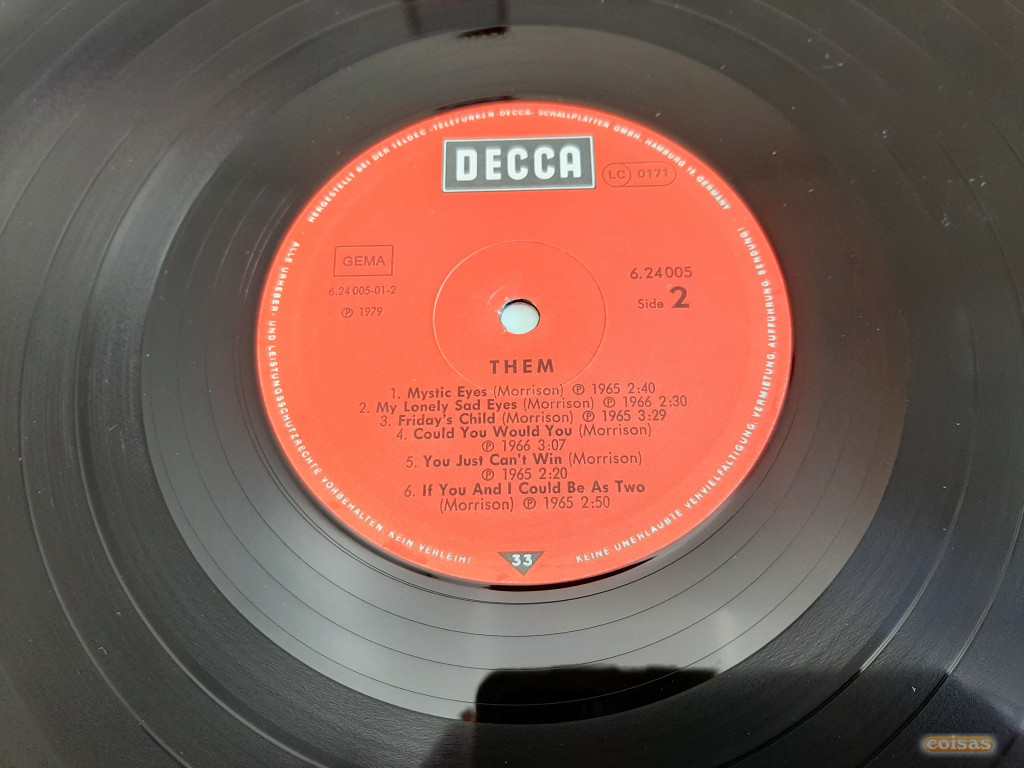 HERGESTELLT BEI DER TELDEC ·TELEFUNKEN DECCA· SCHALLPLATTEN GMBH. HAMBURG 19, GERMANY
DECCA
LC 0171
GEMA
6.24 005-01-2
℗ 1979
6.24005
Side 2
THEM
1. Mystic Eyes (Morrison) ℗ 1965 2:40
2. My Lonely Sad Eyes (Morrison) ℗ 1966 2:30
3. Friday's Child (Morrison) ℗ 1965 3:29
4. Could You Would You (Morrison)
℗ 1966 3:07
5. You Just Can't Win (Morrison)
℗ 1965 2:20
6. If You And I Could Be As Two
(Morrison) ℗ 1965 2:50
ALLE URHEBER- UND LEISTUNGSSCHUTZRECHTE VORBEHALTEN KEIN VERLEIH!
33
KEINE UNERLAUBTE VERVIELFÄLTIGUNG, VERMIETUNG, AUFFÜHRUNG, SENDUNG!
coisas